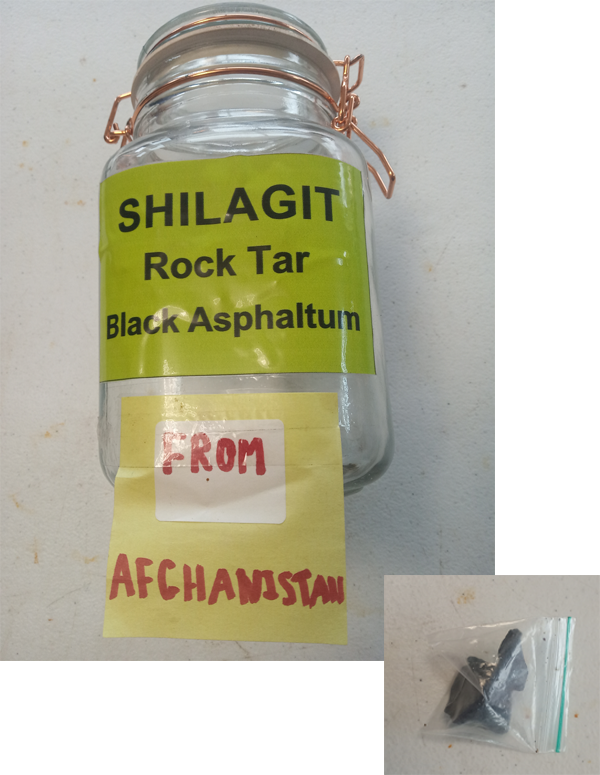 SHILAGIT
Rock Tar
Black Asphaltum
FROM
AFGHANISTAN